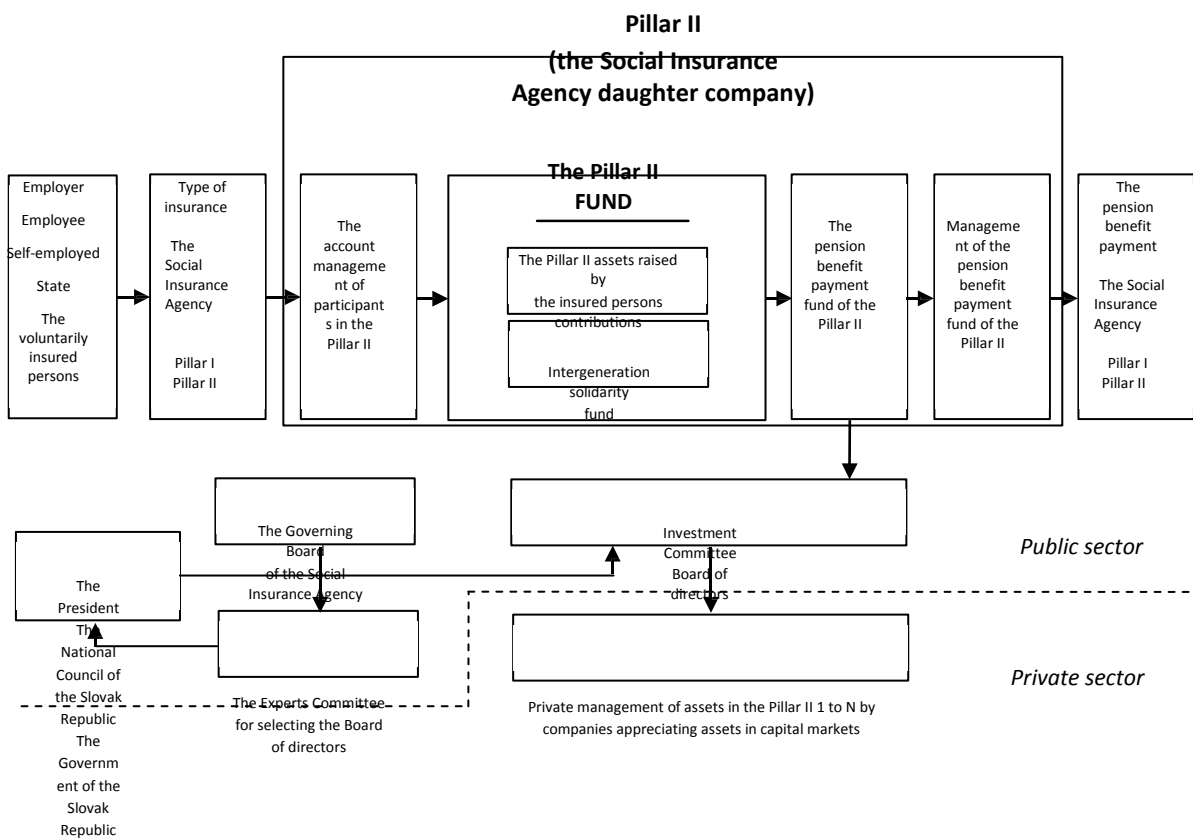 Pillar II
(the Social Insurance
Agency daughter company)
Employer
Employee
Self-employed
State
The
voluntarily
insured
persons
Type of
insurance
The
Social
Insurance
Agency
Pillar I
Pillar II
The
account
manageme
nt of
participant
s in the
Pillar II
The Pillar II
FUND
The Pillar II assets raised
by
the insured persons
contributions
Intergeneration
solidarity
fund
The
pension
benefit
payment
fund of the
Pillar II
Manageme
nt of the
pension
benefit
payment
fund of the
Pillar II
The
pension
benefit
payment
The Social
Insurance
Agency
Pillar I
Pillar II
The Governing
Board
of the Social
Insurance Agency
Investment
Committee
Board of
directors
Public sector
The
President
The
National
Council of
the Slovak
Republic
The
Governm
ent of the
Slovak
Republic
The Experts Committee
for selecting the Board
of directors
Private management of assets in the Pillar II 1 to N by
companies appreciating assets in capital markets
Private sector